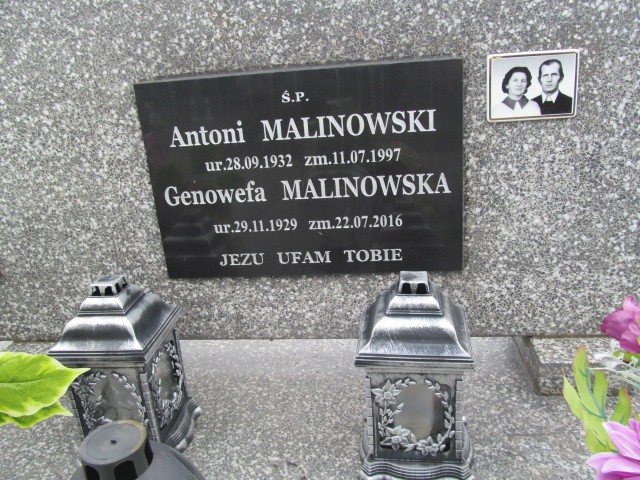 Ś.P.
Antoni MALINOWSKI
ur.28.09.1932 zm.11.07.1997
Genowefa MALINOWSKA
ur.29.11.1929 zm.22.07.2016
JEZU UFAM TOBIE